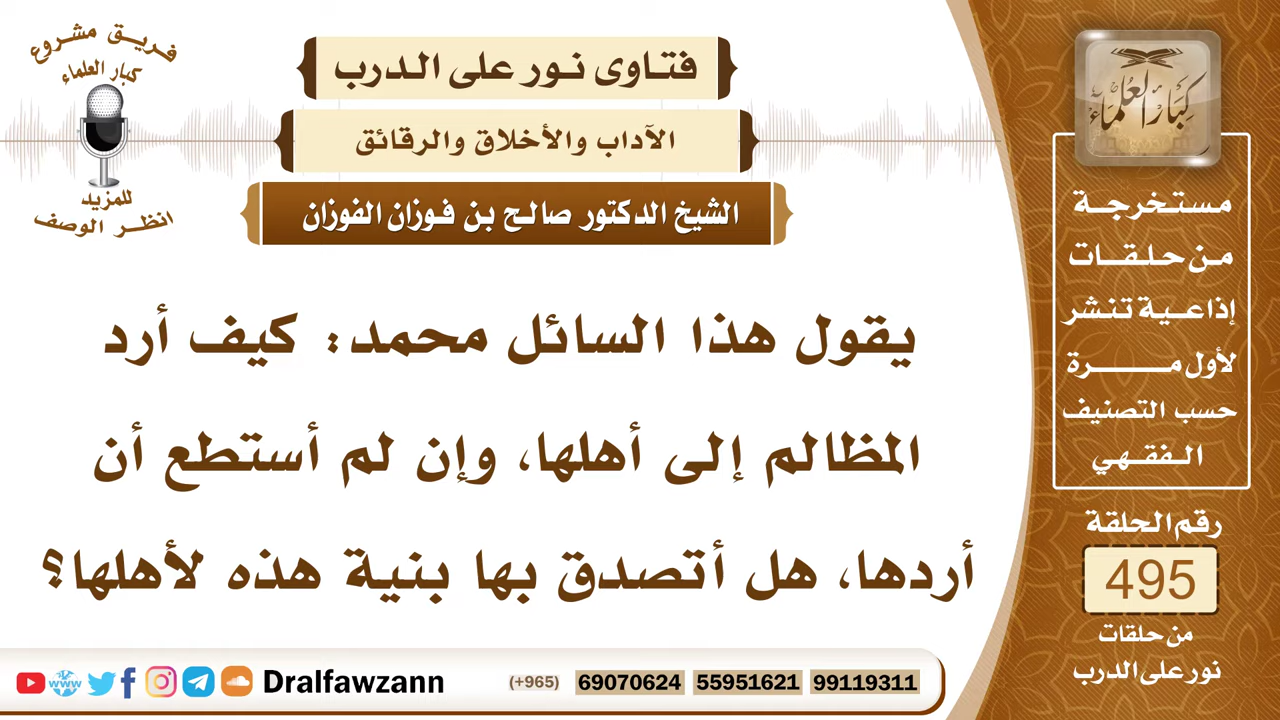 فريق مشروع
كبار العلماء
للمزيد
انظر الوصف
فتاوى نور على الدرب
الآداب والأخلاق والرقائق
الشيخ الدكتور صالح بن فوزان الفوزان
يقول هذا السائل محمد: كيف أرد
المظالم إلى أهلها، وإن لم أستطع أن
أردها، هل أتصدق بها بنية هذه لأهلها؟
كبار العلماء
مستخرجة
من حلقات
إذاعية تنشر
لأول مرة
حسب التصنيف
الفقهي
رقم الحلقة
495
من حلقات
نور على الدرب
www
Dralfawzann
(+965) 69070624 55951621 99119311